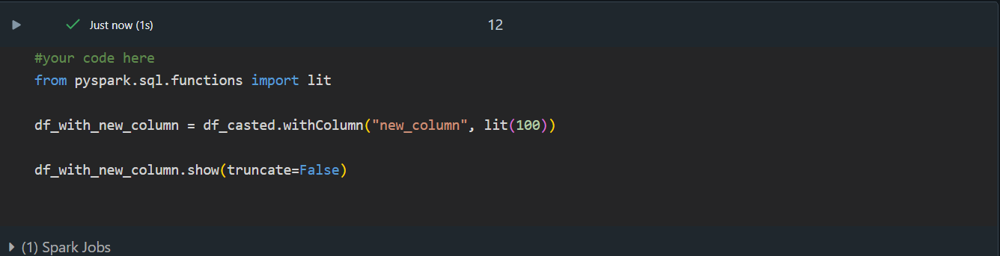 Just now (1s)
12
#your code here
from pyspark.sql.functions import lit
df_with_new_column = df_casted.withColumn("new_column", lit(100))
df_with_new_column.show(truncate=False)
(1) Spark Jobs